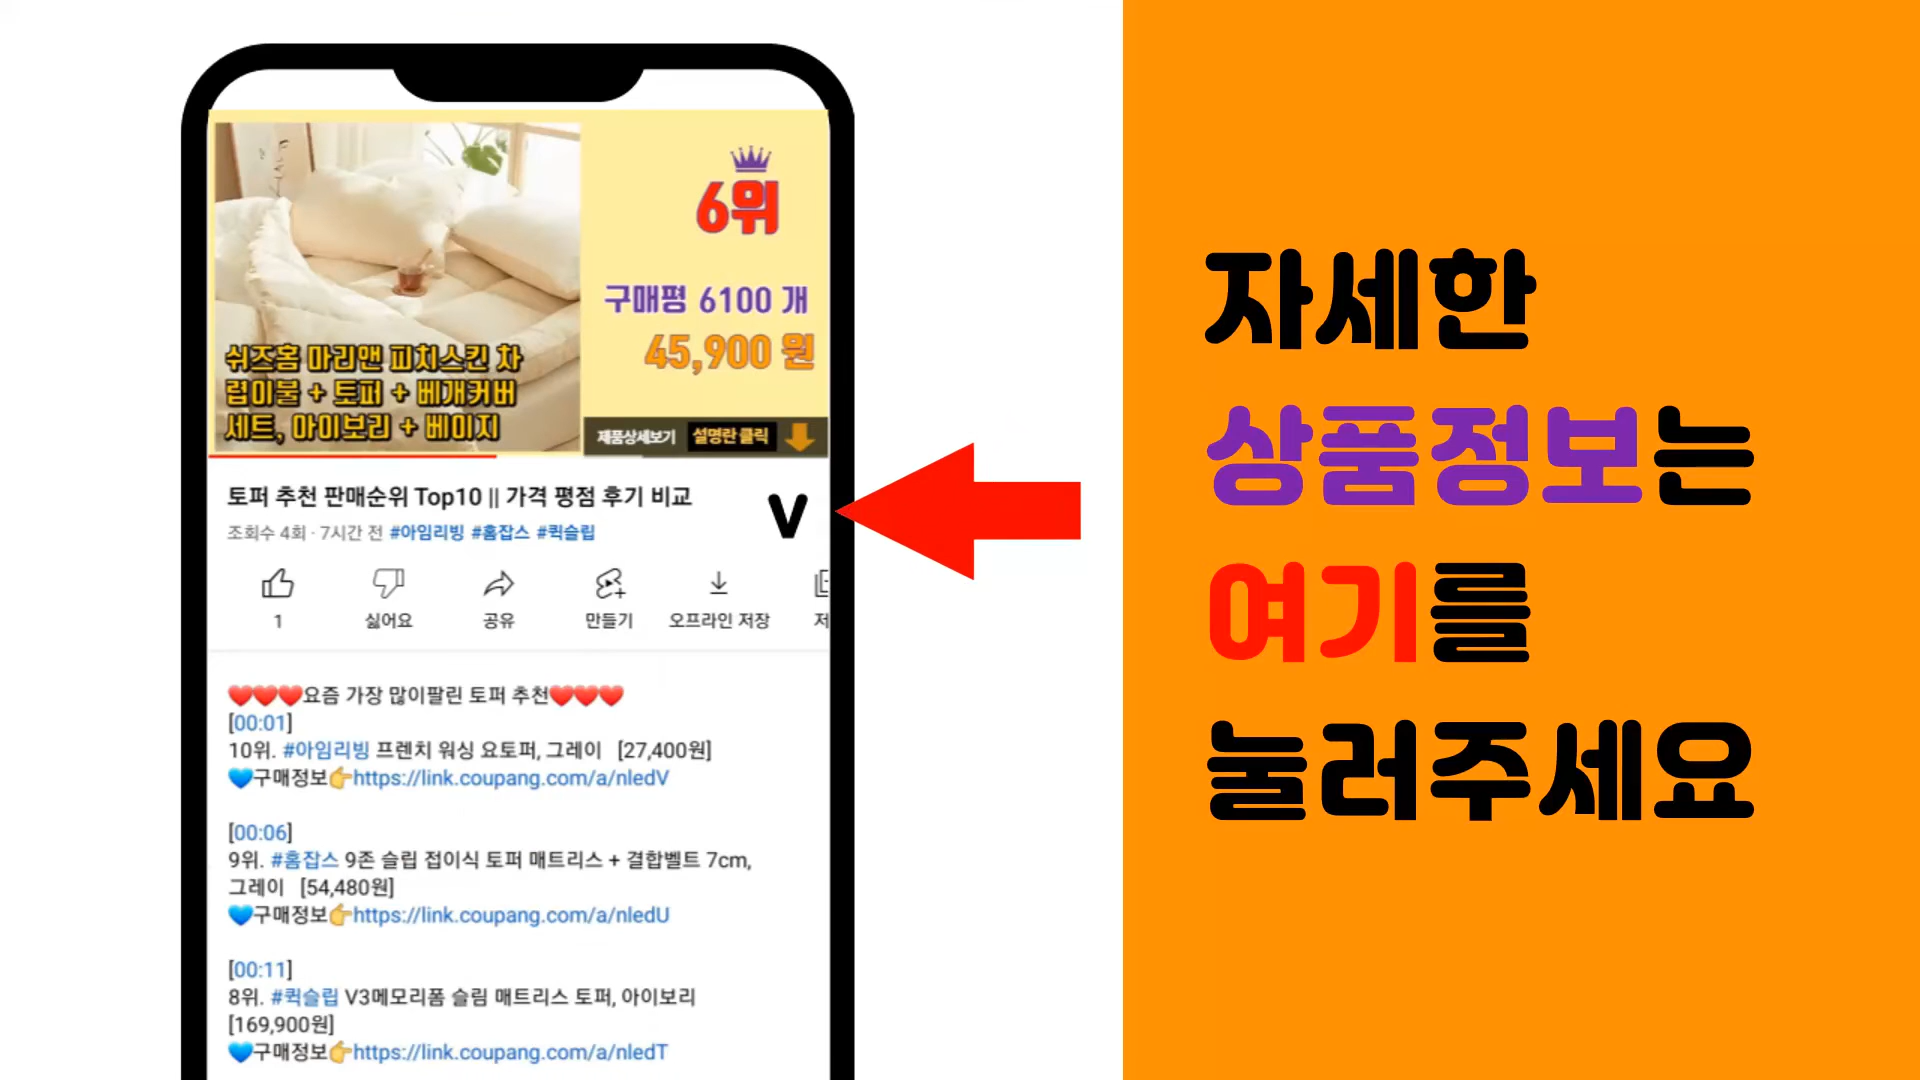 6위
구매평 6100 개
45,900 원
쉬즈홈 마리앤 피치스킨 차
렵이불 + 토퍼 + 베개커버
세트, 아이보리 + 베이지
제품상세보기 설명란 클릭
토퍼 추천 판매순위 Top10 || 가격 평점 후기 비교
V
조회수 4회 · 7시간 전 #아임리빙 #홈잡스 #퀵슬립
1 싫어요 공유 만들기 오프라인 저장 저
❤️❤️❤️요즘 가장 많이팔린 토퍼 추천❤️❤️❤️
[00:01]
10위. #아임리빙 프렌치 워싱 요토퍼, 그레이 [27,400원]
💙구매정보👉https://link.coupang.com/a/nledV
[00:06]
9위. #홈잡스 9존 슬립 접이식 토퍼 매트리스 + 결합벨트 7cm,
그레이 [54,480원]
💙구매정보👉https://link.coupang.com/a/nledU
[00:11]
8위. #퀵슬립 V3메모리폼 슬림 매트리스 토퍼, 아이보리
[169,900원]
💙구매정보👉https://link.coupang.com/a/nledT
자세한
상품정보는
여기를
눌러주세요